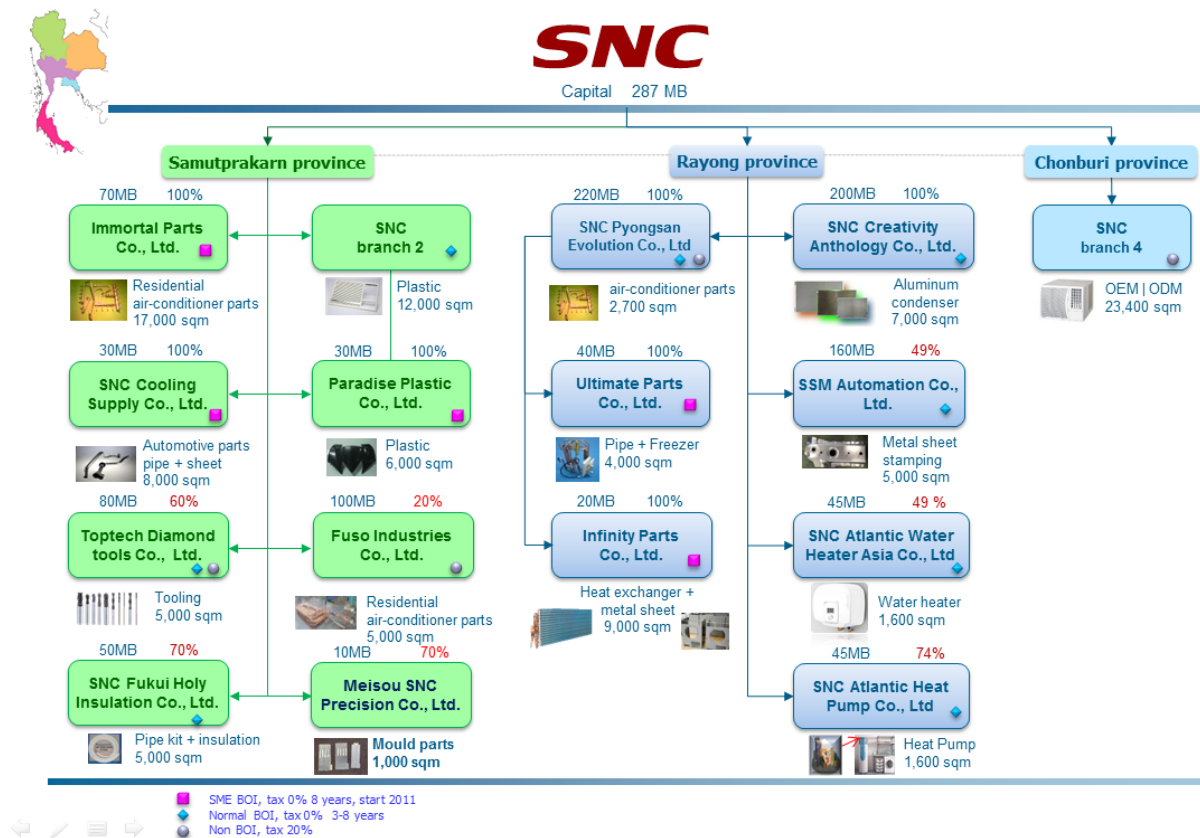 SNC
Capital 287 MB
Samutprakarn province
Rayong province
Chonburi province
70MB 100%
Immortal Parts
Co., Ltd.
Residential
air-conditioner parts
17,000 sqm
SNC
branch 2
Plastic
12,000 sqm
30MB 100%
SNC Cooling
Supply Co., Ltd.
Automotive parts
pipe + sheet
8,000 sqm
30MB 100%
Paradise Plastic
Co., Ltd.
Plastic
6,000 sqm
80MB 60%
Toptech Diamond
tools Co., Ltd.
Tooling
5,000 sqm
100MB 20%
Fuso Industries
Co., Ltd.
Residential
air-conditioner parts
5,000 sqm
50MB 70%
SNC Fukui Holy
Insulation Co., Ltd.
Pipe kit + insulation
5,000 sqm
10MB 70%
Meisou SNC
Precision Co., Ltd.
Mould parts
1,000 sqm
220MB 100%
SNC Pyongsan
Evolution Co., Ltd
air-conditioner parts
2,700 sqm
40MB 100%
Ultimate Parts
Co., Ltd.
Pipe + Freezer
4,000 sqm
20MB 100%
Infinity Parts
Co., Ltd.
Heat exchanger +
metal sheet
9,000 sqm
200MB 100%
SNC Creativity
Anthology Co., Ltd.
Aluminum
condenser
7,000 sqm
160MB 49%
SSM Automation Co.,
Ltd.
Metal sheet
stamping
5,000 sqm
45MB 49 %
SNC Atlantic Water
Heater Asia Co., Ltd
Water heater
1,600 sqm
45MB 74%
SNC Atlantic Heat
Pump Co., Ltd
Heat Pump
1,600 sqm
SNC
branch 4
OEM | ODM
23,400 sqm
SME BOI, tax 0% 8 years, start 2011
Normal BOI, tax 0% 3-8 years
Non BOI, tax 20%